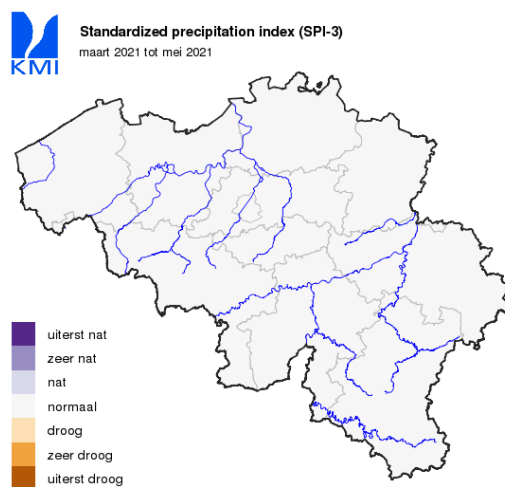 Standardized precipitation index (SPI-3)
maart 2021 tot mei 2021
KMI
uiterst nat
zeer nat
nat
normaal
droog
zeer droog
uiterst droog